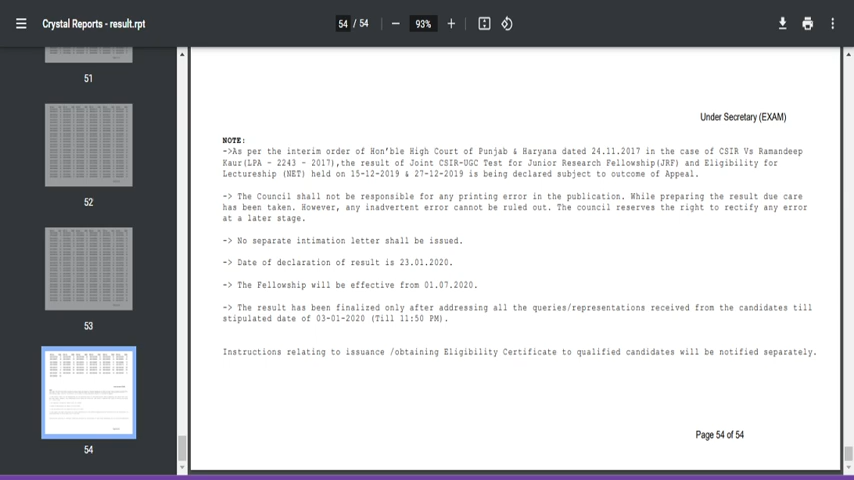 Crystal Reports - result.rpt
54 / 54
93%
51
52
53
54
Under Secretary (EXAM)
NOTE:
->As per the interim order of Hon'ble High Court of Punjab & Haryana dated 24.11.2017 in the case of CSIR Vs Ramandeep
Kaur(LPA - 2243 - 2017),the result of Joint CSIR-UGC Test for Junior Research Fellowship(JRF) and Eligibility for
Lectureship (NET) held on 15-12-2019 & 27-12-2019 is being declared subject to outcome of Appeal.
-> The Council shall not be responsible for any printing error in the publication. While preparing the result due care
has been taken. However, any inadvertent error cannot be ruled out. The council reserves the right to rectify any error
at a later stage.
-> No separate intimation letter shall be issued.
-> Date of declaration of result is 23.01.2020.
-> The Fellowship will be effective from 01.07.2020.
-> The result has been finalized only after addressing all the queries/representations received from the candidates till
stipulated date of 03-01-2020 (Till 11:50 PM).
Instructions relating to issuance /obtaining Eligibility Certificate to qualified candidates will be notified separately.
Page 54 of 54